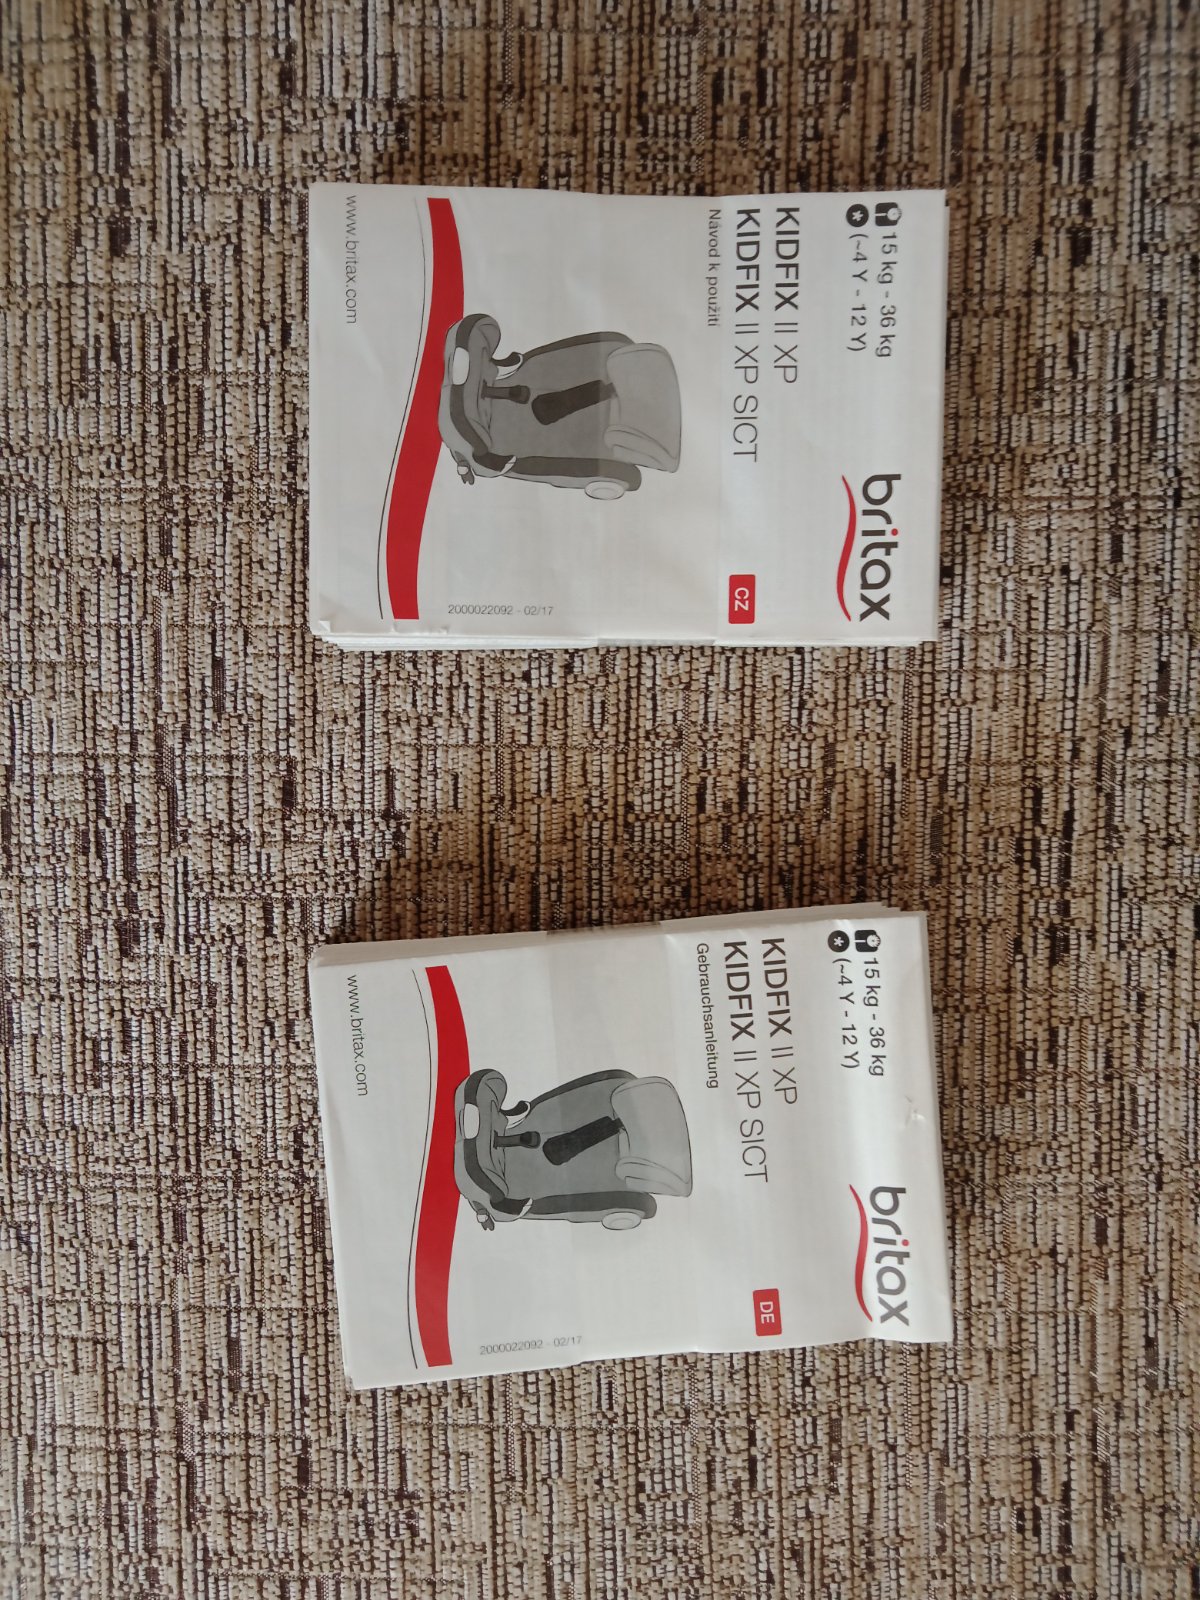 15 kg - 36 kg
(~4 Y - 12 Y)
britax
KIDFIX II XP
KIDFIX II XP SICT
Návod k použití
CZ
2000022092 - 02/17
www.britax.com
15 kg - 36 kg
(~4 Y - 12 Y)
britax
KIDFIX II XP
KIDFIX II XP SICT
Gebrauchsanleitung
DE
2000022092 - 02/17
www.britax.com